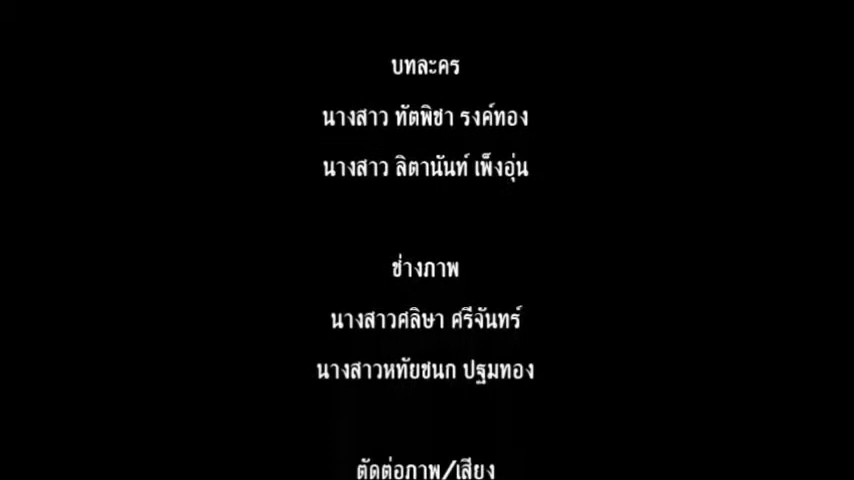 บทละคร
นางสาว ทัตพิชา รงค์ทอง
นางสาว ลิตานันท์ เพ็งอุ่น
ช่างภาพ
นางสาวศลิษา ศรีจันทร์
นางสาวหทัยชนก ปฐมทอง
ตัดต่อภาพ/เสียง